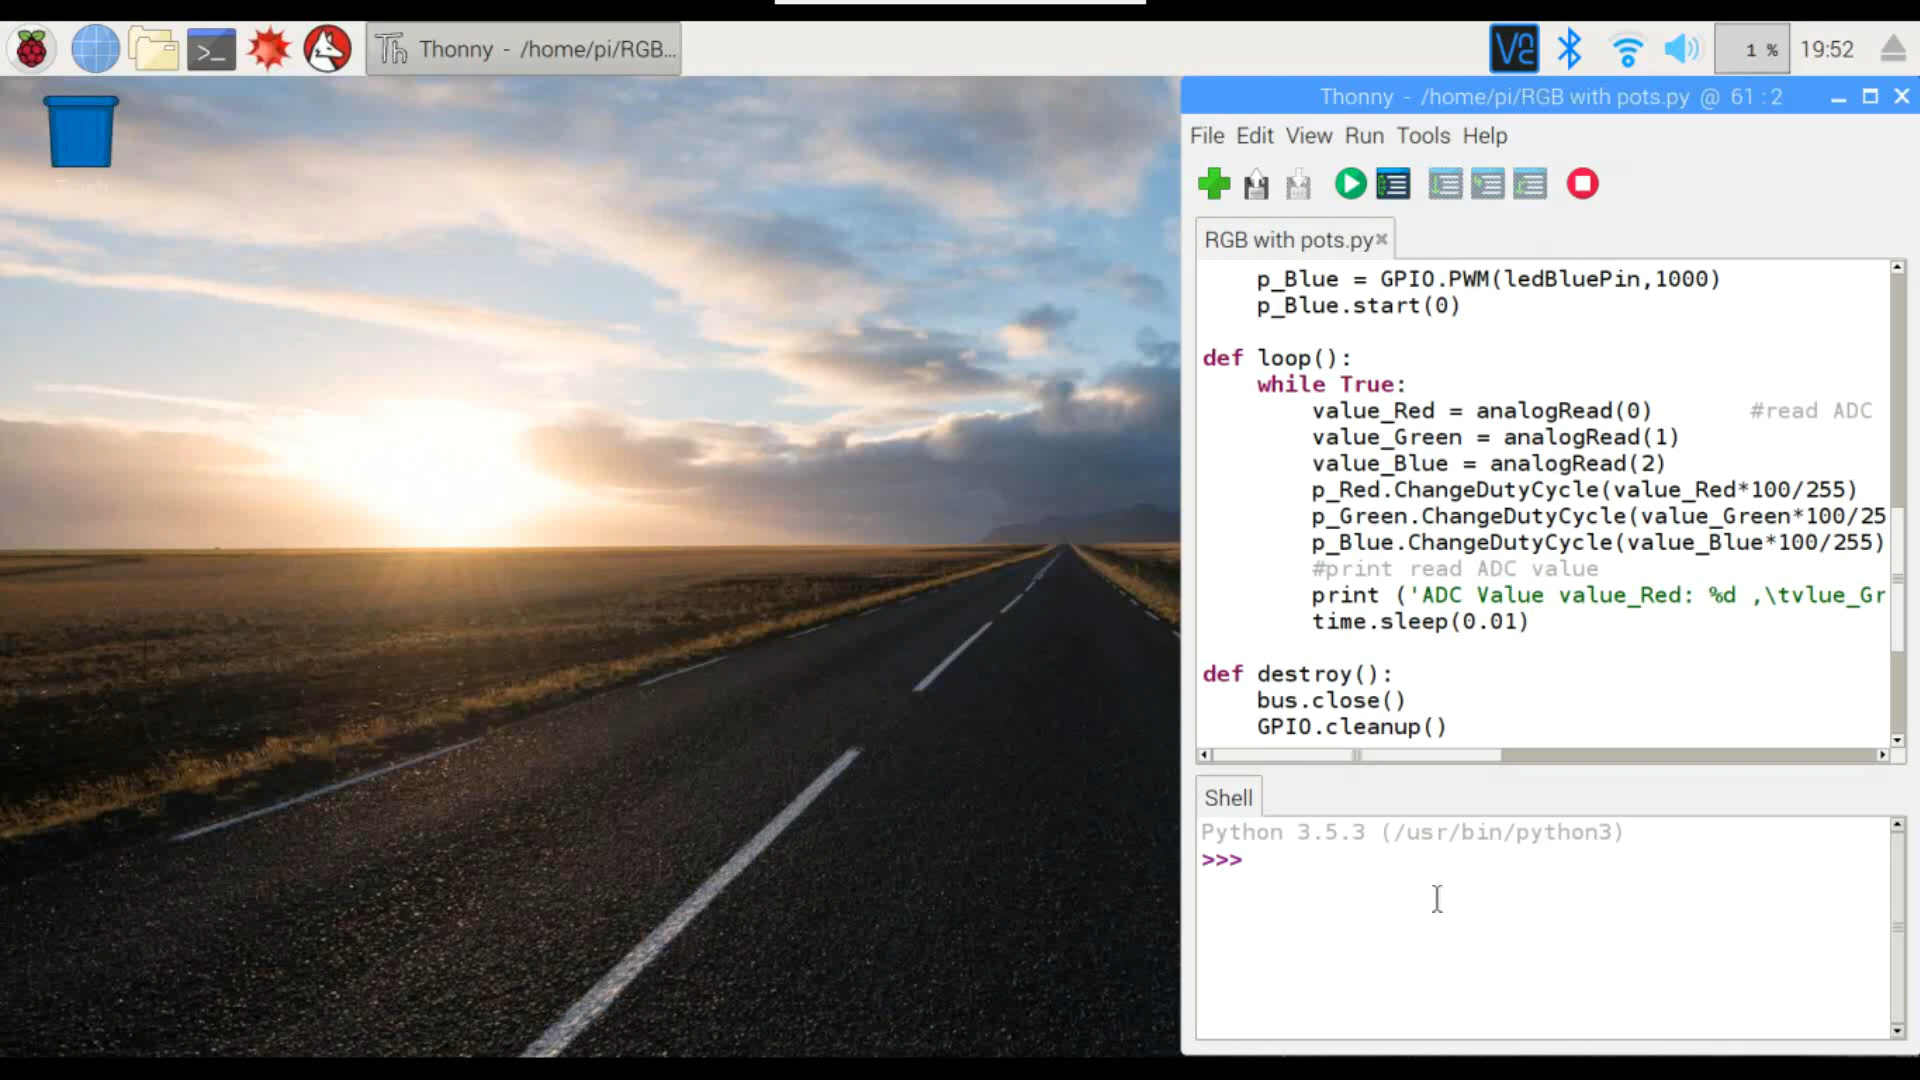 Thonny - /home/pi/RGB...
1 %
19:52
Thonny - /home/pi/RGB with pots.py @ 61 : 2
File Edit View Run Tools Help
RGB with pots.py
    p_Blue = GPIO.PWM(ledBluePin,1000)
    p_Blue.start(0)
def loop():
    while True:
        value_Red = analogRead(0)       #read ADC
        value_Green = analogRead(1)
        value_Blue = analogRead(2)
        p_Red.ChangeDutyCycle(value_Red*100/255)
        p_Green.ChangeDutyCycle(value_Green*100/25
        p_Blue.ChangeDutyCycle(value_Blue*100/255)
        #print read ADC value
        print ('ADC Value value_Red: %d ,\tvlue_Gr
        time.sleep(0.01)
def destroy():
    bus.close()
    GPIO.cleanup()
Shell
Python 3.5.3 (/usr/bin/python3)
>>>